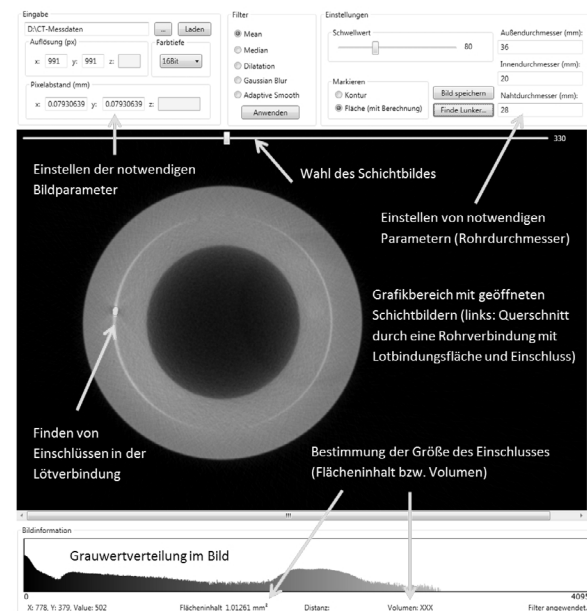 Eingabe
D:\CT-Messdaten
...
Laden
Auflösung (px)
x: 991 y: 991 z:
Farbtiefe
16Bit
Pixelabstand (mm)
x: 0.07930639 y: 0.07930639 z:
Filter
Mean
Median
Dilatation
Gaussian Blur
Adaptive Smooth
Anwenden
Einstellungen
Schwellwert
80
Markieren
Kontur
Fläche (mit Berechnung)
Bild speichern
Finde Lunker...
Außendurchmesser (mm):
36
Innendurchmesser (mm):
20
Nahtdurchmesser (mm):
28
330
Einstellen der notwendigen
Bildparameter
Wahl des Schichtbildes
Einstellen von notwendigen
Parametern (Rohrdurchmesser)
Grafikbereich mit geöffneten
Schichtbildern (links: Querschnitt
durch eine Rohrverbindung mit
Lotbindungsfläche und Einschluss)
Finden von
Einschlüssen in der
Lötverbindung
Bestimmung der Größe des Einschlusses
(Flächeninhalt bzw. Volumen)
Bildinformation
Grauwertverteilung im Bild
0
4095
X: 778, Y: 379, Value: 502
Flächeninhalt 1.01261 mm²
Distanz:
Volumen: XXX
Filter angewendet